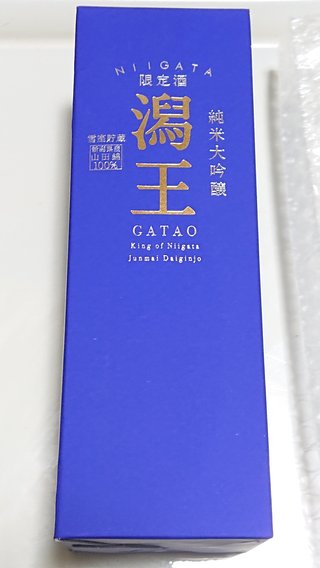 NIIGATA
限定酒
潟王
純米大吟醸
雪室貯蔵
新潟県産
山田錦
100%
GATAO
King of Niigata
Junmai Daiginjo